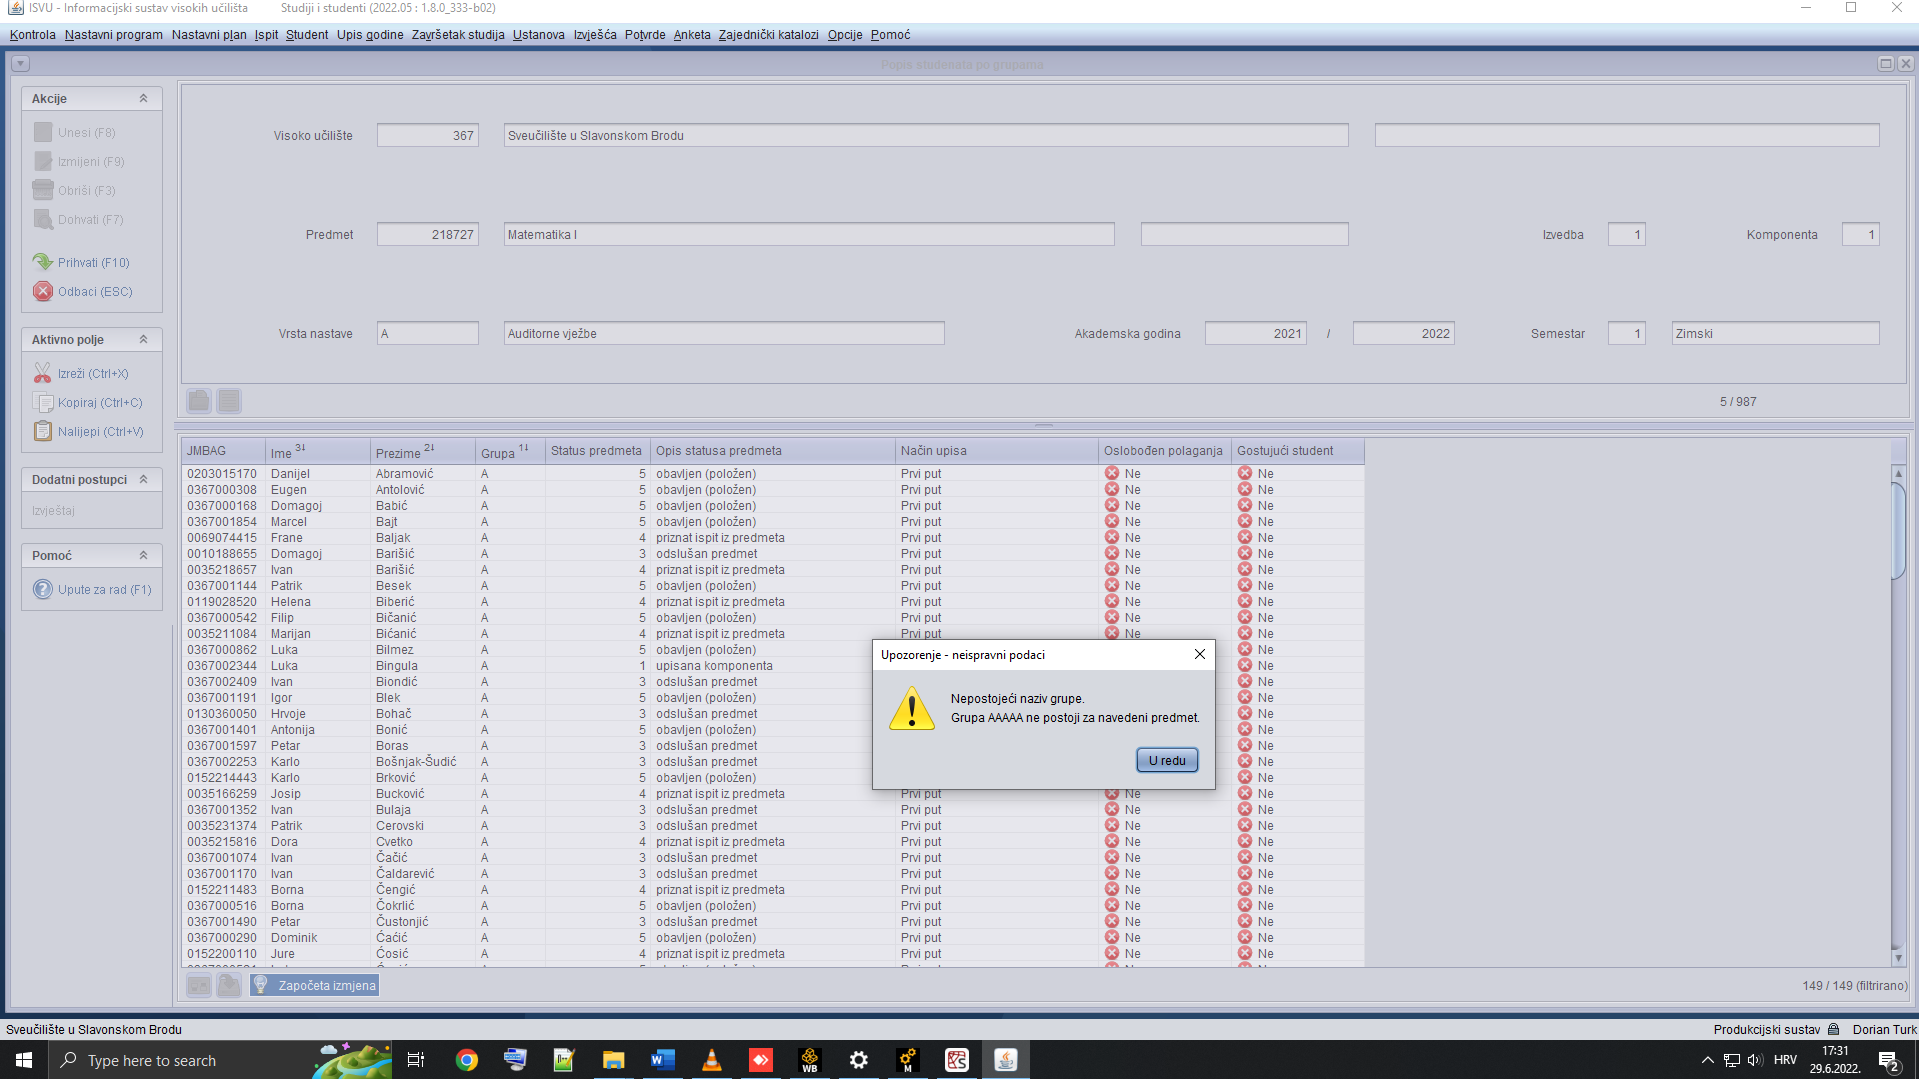 ISVU - Informacijski sustav visokih učilišta Studiji i studenti (2022.05 : 1.8.0_333-b02)
Kontrola Nastavni program Nastavni plan Ispit Student Upis godine Završetak studija Ustanova Izvješća Potvrde Anketa Zajednički katalozi Opcije Pomoć
Popis studenata po grupama
Akcije
Unesi (F8)
Izmijeni (F9)
Obriši (F3)
Dohvati (F7)
Prihvati (F10)
Odbaci (ESC)
Aktivno polje
Izreži (Ctrl+X)
Kopiraj (Ctrl+C)
Nalijepi (Ctrl+V)
Dodatni postupci
Izvještaj
Pomoć
Upute za rad (F1)
Visoko učilište 367 Sveučilište u Slavonskom Brodu
Predmet 218727 Matematika I Izvedba 1 Komponenta 1
Vrsta nastave A Auditorne vježbe Akademska godina 2021 / 2022 Semestar 1 Zimski
5 / 987
JMBAG Ime 3↓ Prezime 2↓ Grupa 1↑ Status predmeta Opis statusa predmeta Način upisa Oslobođen polaganja Gostujući student
0203015170 Danijel Abramović A 5 obavljen (položen) Prvi put Ne Ne
0367000308 Eugen Antolović A 5 obavljen (položen) Prvi put Ne Ne
0367000168 Domagoj Babić A 5 obavljen (položen) Prvi put Ne Ne
0367001854 Marcel Bajt A 5 obavljen (položen) Prvi put Ne Ne
0069074415 Frane Baljak A 4 priznat ispit iz predmeta Prvi put Ne Ne
0010188655 Domagoj Barišić A 3 odslušan predmet Prvi put Ne Ne
0035218657 Ivan Barišić A 4 priznat ispit iz predmeta Prvi put Ne Ne
0367001144 Patrik Besek A 5 obavljen (položen) Prvi put Ne Ne
0119028520 Helena Biberić A 4 priznat ispit iz predmeta Prvi put Ne Ne
0367000542 Filip Bičanić A 5 obavljen (položen) Prvi put Ne Ne
0035211084 Marijan Bićanić A 4 priznat ispit iz predmeta Prvi put Ne Ne
0367000862 Luka Bilmez A 5 obavljen (položen) Ne
0367002344 Luka Bingula A 1 upisana komponenta Ne
0367002409 Ivan Biondić A 3 odslušan predmet Ne
0367001191 Igor Blek A 5 obavljen (položen) Ne
0130360050 Hrvoje Bohač A 3 odslušan predmet Ne
0367001401 Antonija Bonić A 5 obavljen (položen) Ne
0367001597 Petar Boras A 3 odslušan predmet Ne
0367002253 Karlo Bošnjak-Šudić A 3 odslušan predmet Ne
0152214443 Karlo Brković A 5 obavljen (položen) Ne
0035166259 Josip Bucković A 4 priznat ispit iz predmeta Prvi put Ne Ne
0367001352 Ivan Bulaja A 3 odslušan predmet Prvi put Ne Ne
0035231374 Patrik Cerovski A 3 odslušan predmet Prvi put Ne Ne
0035215816 Dora Cvetko A 4 priznat ispit iz predmeta Prvi put Ne Ne
0367001074 Ivan Čačić A 3 odslušan predmet Prvi put Ne Ne
0367001170 Ivan Čaldarević A 3 odslušan predmet Prvi put Ne Ne
0152211483 Borna Čengić A 4 priznat ispit iz predmeta Prvi put Ne Ne
0367000516 Borna Čokrlić A 5 obavljen (položen) Prvi put Ne Ne
0367001490 Petar Čustonjić A 3 odslušan predmet Prvi put Ne Ne
0367000290 Dominik Ćaćić A 5 obavljen (položen) Prvi put Ne Ne
0152200110 Jure Ćosić A 4 priznat ispit iz predmeta Prvi put Ne Ne
Upozorenje - neispravni podaci
Nepostojeći naziv grupe.
Grupa AAAAA ne postoji za navedeni predmet.
U redu
Započeta izmjena
149 / 149 (filtrirano)
Sveučilište u Slavonskom Brodu Produkcijski sustav Dorian Turk
Type here to search
WB
M
HRV
17:31
29.6.2022.
2